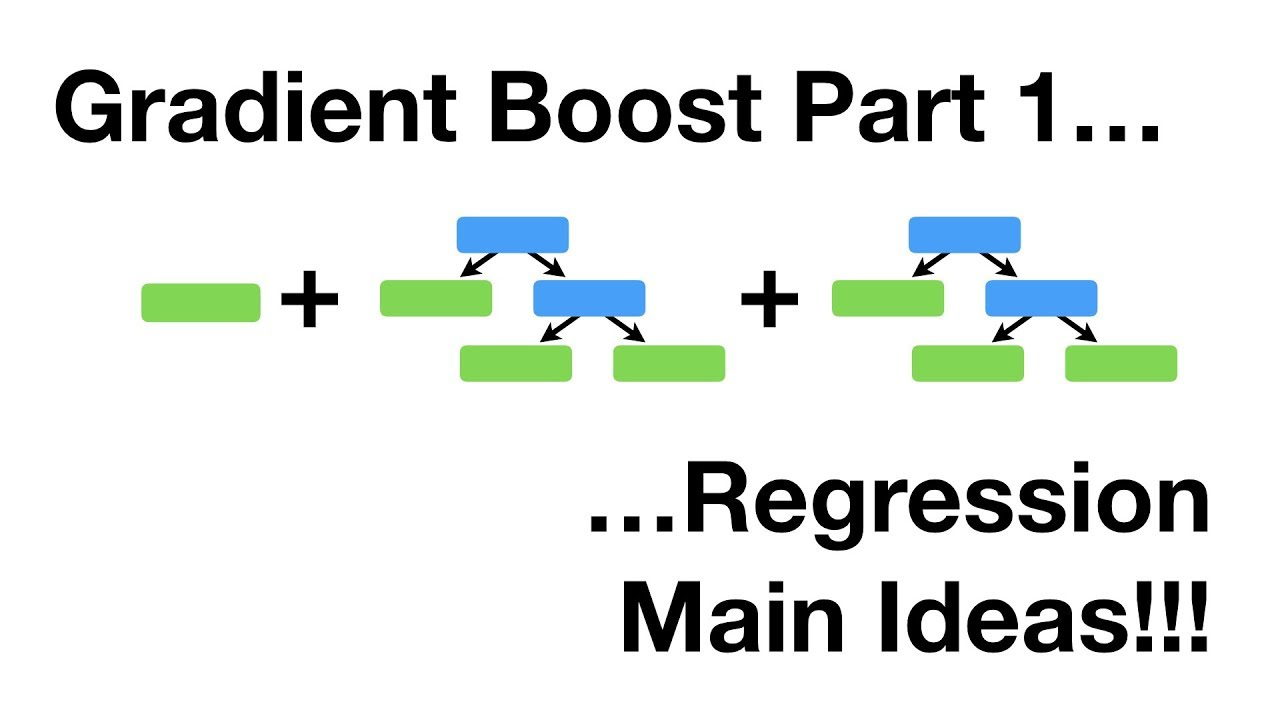 Gradient Boost Part 1…
+ +
…Regression
Main Ideas!!!